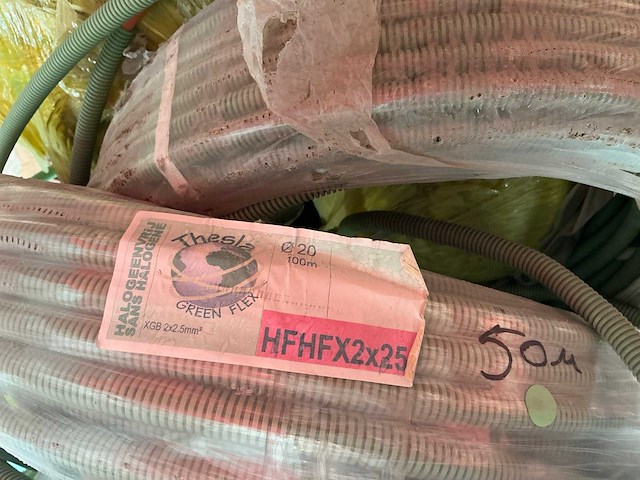 HALOGEENVRIJ
SANS HALOGENE
Thesla
GREEN FLEX
XGB 2x2.5mm²
Ø 20
100m
HFHFX2x25
50M